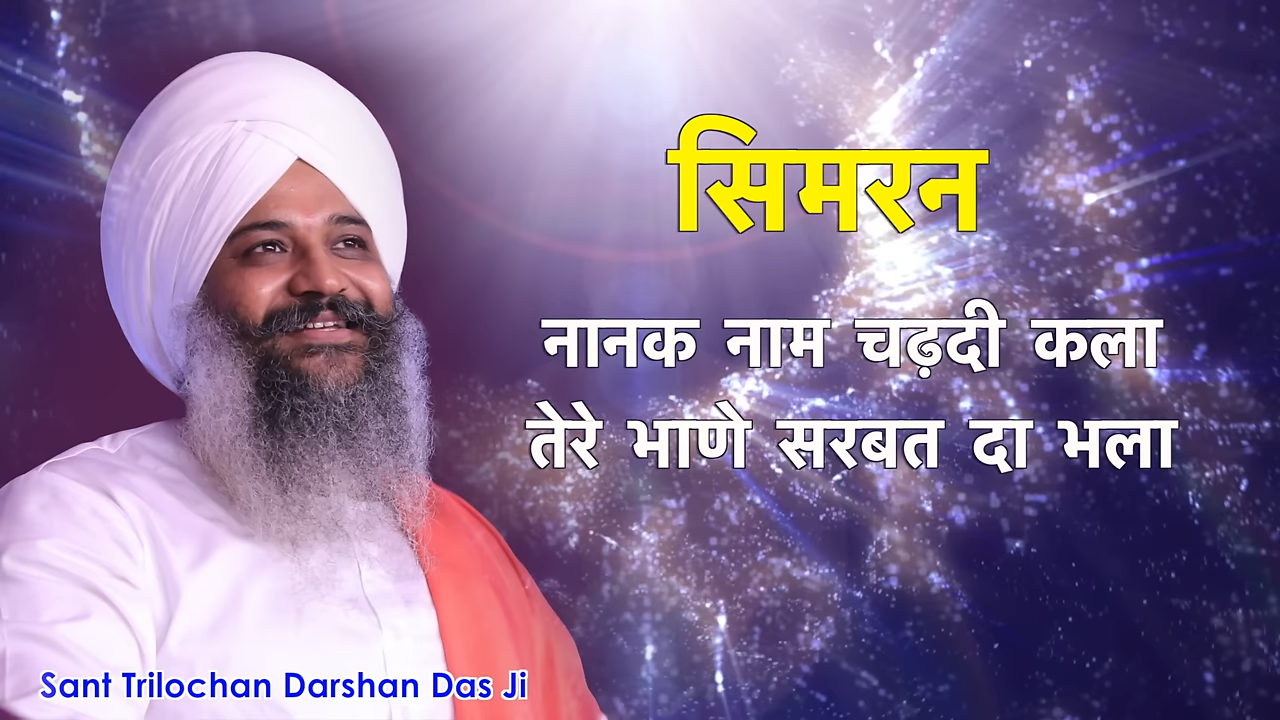 सिमरन
नानक नाम चढ़दी कला
तेरे भाणे सरबत दा भला
Sant Trilochan Darshan Das Ji